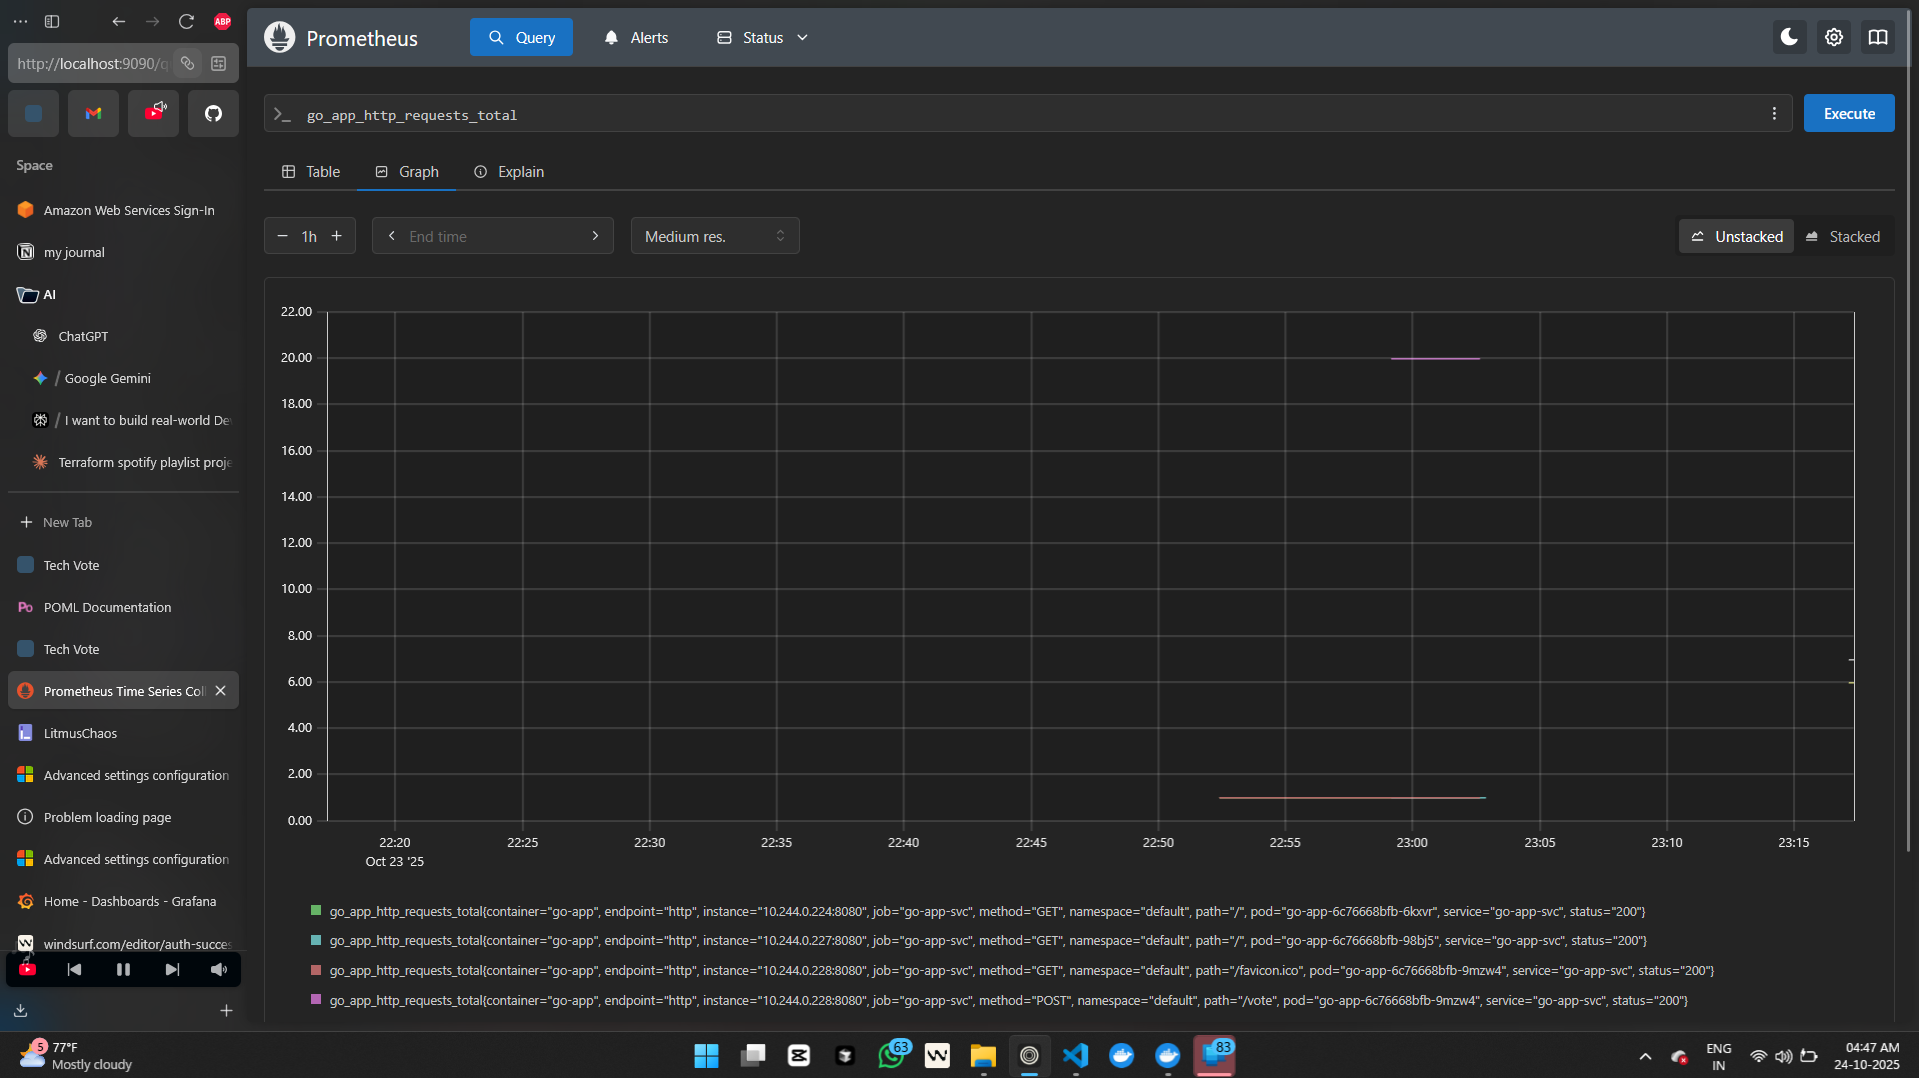 ABP
http://localhost:9090/q
Space
Amazon Web Services Sign-In
my journal
AI
ChatGPT
/ Google Gemini
/ I want to build real-world De
Terraform spotify playlist proje
New Tab
Tech Vote
Po POML Documentation
Tech Vote
Prometheus Time Series Col
LitmusChaos
Advanced settings configuration
Problem loading page
Advanced settings configuration
Home - Dashboards - Grafana
windsurf.com/editor/auth-succes
Prometheus
Query
Alerts
Status
>_ go_app_http_requests_total
Execute
Table
Graph
Explain
− 1h +
End time
Medium res.
Unstacked
Stacked
22.00
20.00
18.00
16.00
14.00
12.00
10.00
8.00
6.00
4.00
2.00
0.00
22:20 22:25 22:30 22:35 22:40 22:45 22:50 22:55 23:00 23:05 23:10 23:15
Oct 23 '25
go_app_http_requests_total{container="go-app", endpoint="http", instance="10.244.0.224:8080", job="go-app-svc", method="GET", namespace="default", path="/", pod="go-app-6c76668bfb-6kxvr", service="go-app-svc", status="200"}
go_app_http_requests_total{container="go-app", endpoint="http", instance="10.244.0.227:8080", job="go-app-svc", method="GET", namespace="default", path="/", pod="go-app-6c76668bfb-98bj5", service="go-app-svc", status="200"}
go_app_http_requests_total{container="go-app", endpoint="http", instance="10.244.0.228:8080", job="go-app-svc", method="GET", namespace="default", path="/favicon.ico", pod="go-app-6c76668bfb-9mzw4", service="go-app-svc", status="200"}
go_app_http_requests_total{container="go-app", endpoint="http", instance="10.244.0.228:8080", job="go-app-svc", method="POST", namespace="default", path="/vote", pod="go-app-6c76668bfb-9mzw4", service="go-app-svc", status="200"}
5
77°F
Mostly cloudy
63
83
ENG
IN
04:47 AM
24-10-2025